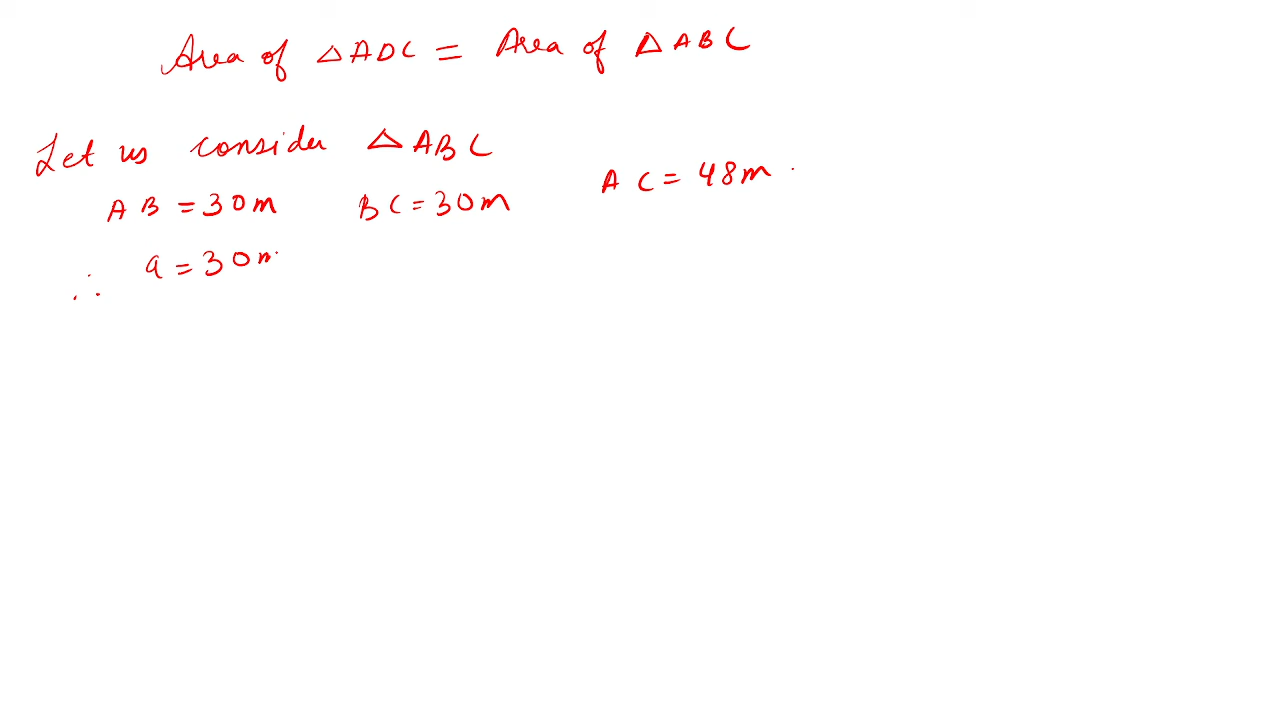 Area of △ADC = Area of △ABC
Let us consider △ABC
AB = 30m BC = 30m AC = 48m
∴ a = 30m